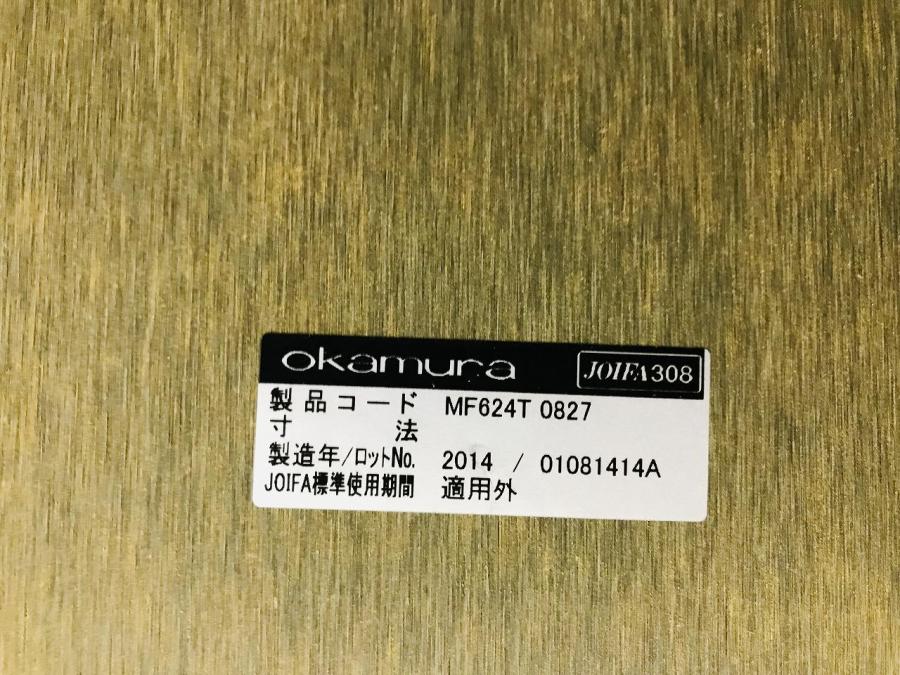 okamura JOIFA308
製品コード MF624T 0827
寸法
製造年/ロットNo. 2014 / 01081414A
JOIFA標準使用期間 適用外